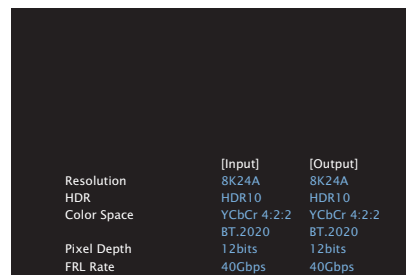 [Input] [Output]
Resolution 8K24A 8K24A
HDR HDR10 HDR10
Color Space YCbCr 4:2:2 YCbCr 4:2:2
BT.2020 BT.2020
Pixel Depth 12bits 12bits
FRL Rate 40Gbps 40Gbps